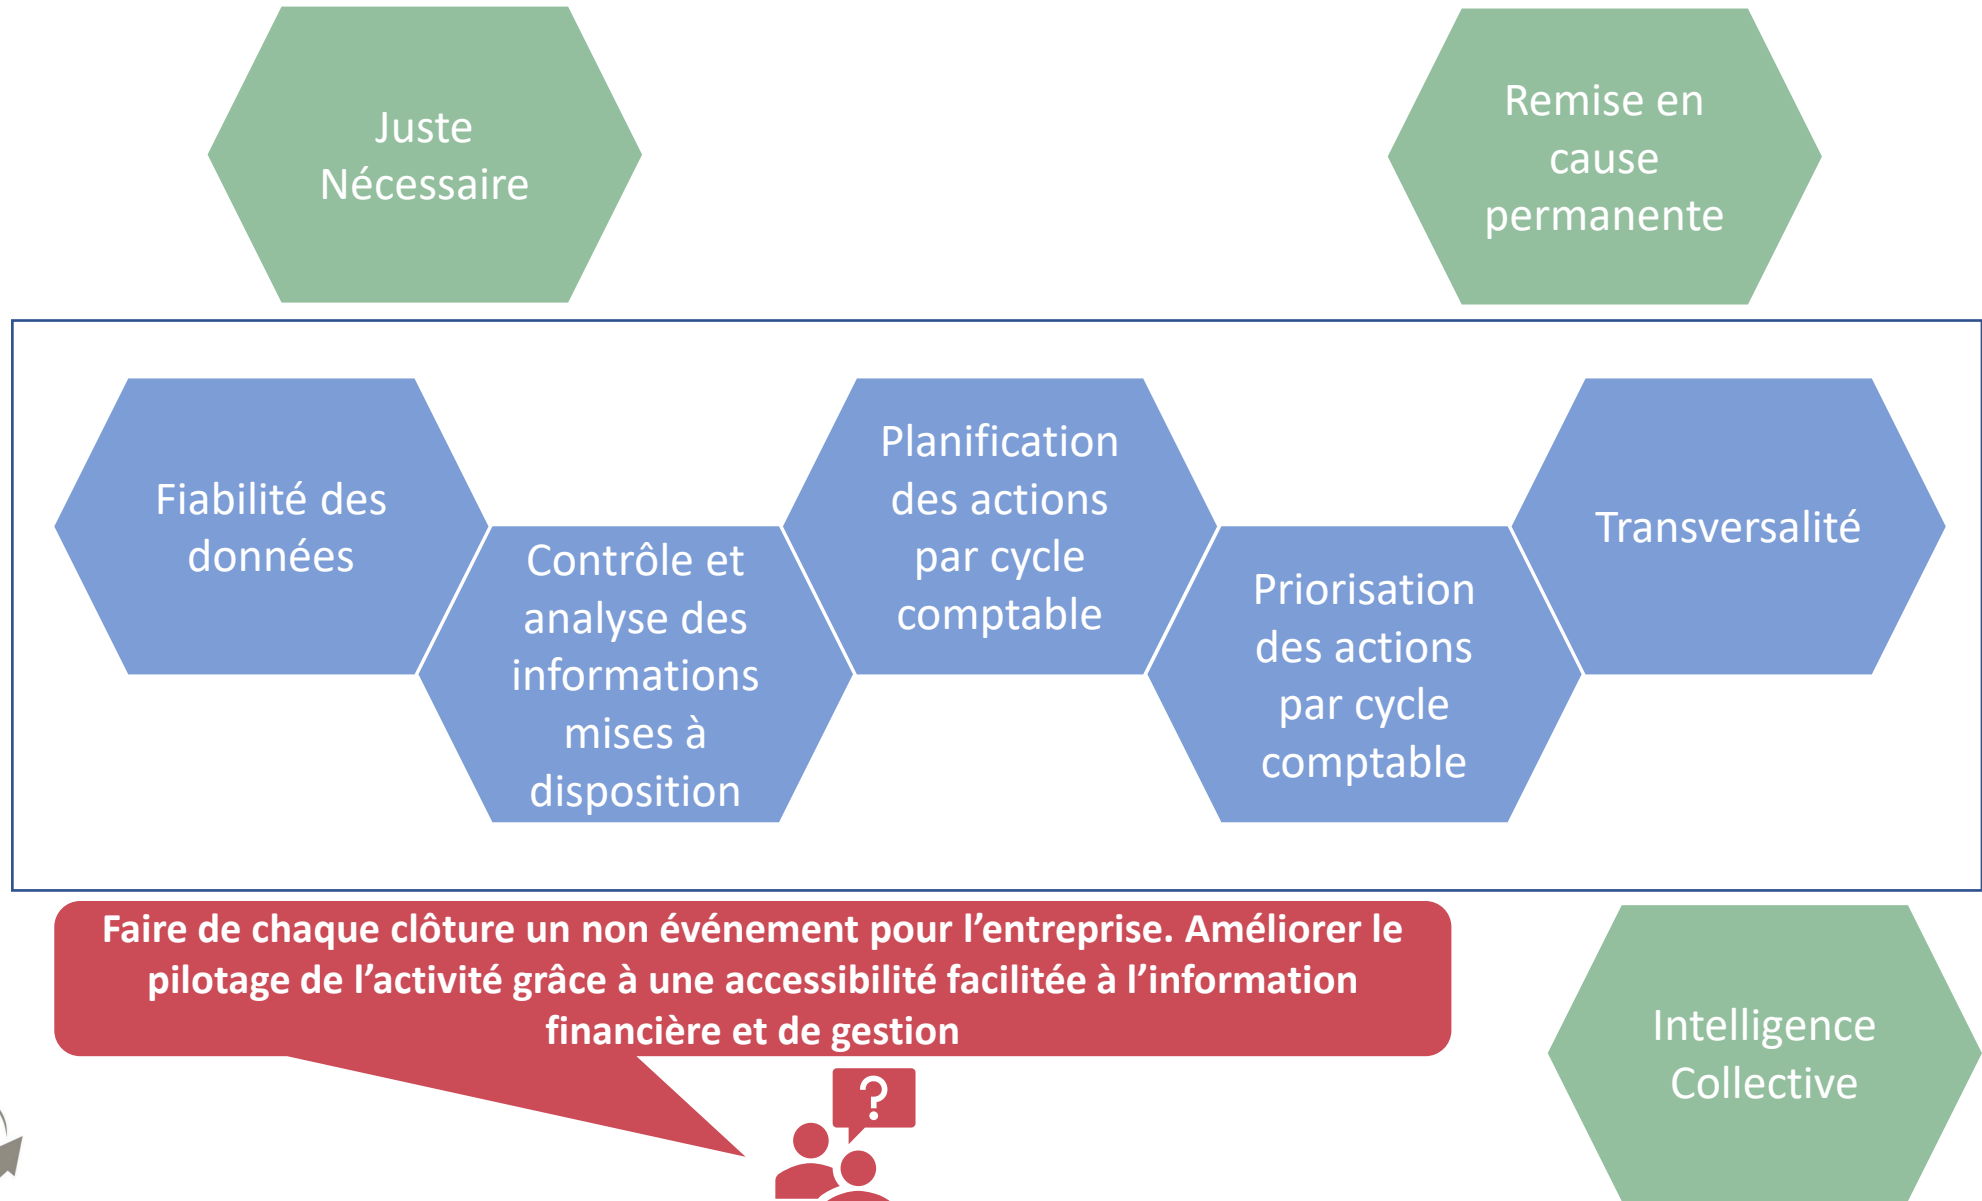 Juste
Nécessaire
Remise en
cause
permanente
Fiabilité des
données
Contrôle et
analyse des
informations
mises à
disposition
Planification
des actions
par cycle
comptable
Priorisation
des actions
par cycle
comptable
Transversalité
Faire de chaque clôture un non événement pour l’entreprise. Améliorer le
pilotage de l’activité grâce à une accessibilité facilitée à l’information
financière et de gestion
?
Intelligence
Collective